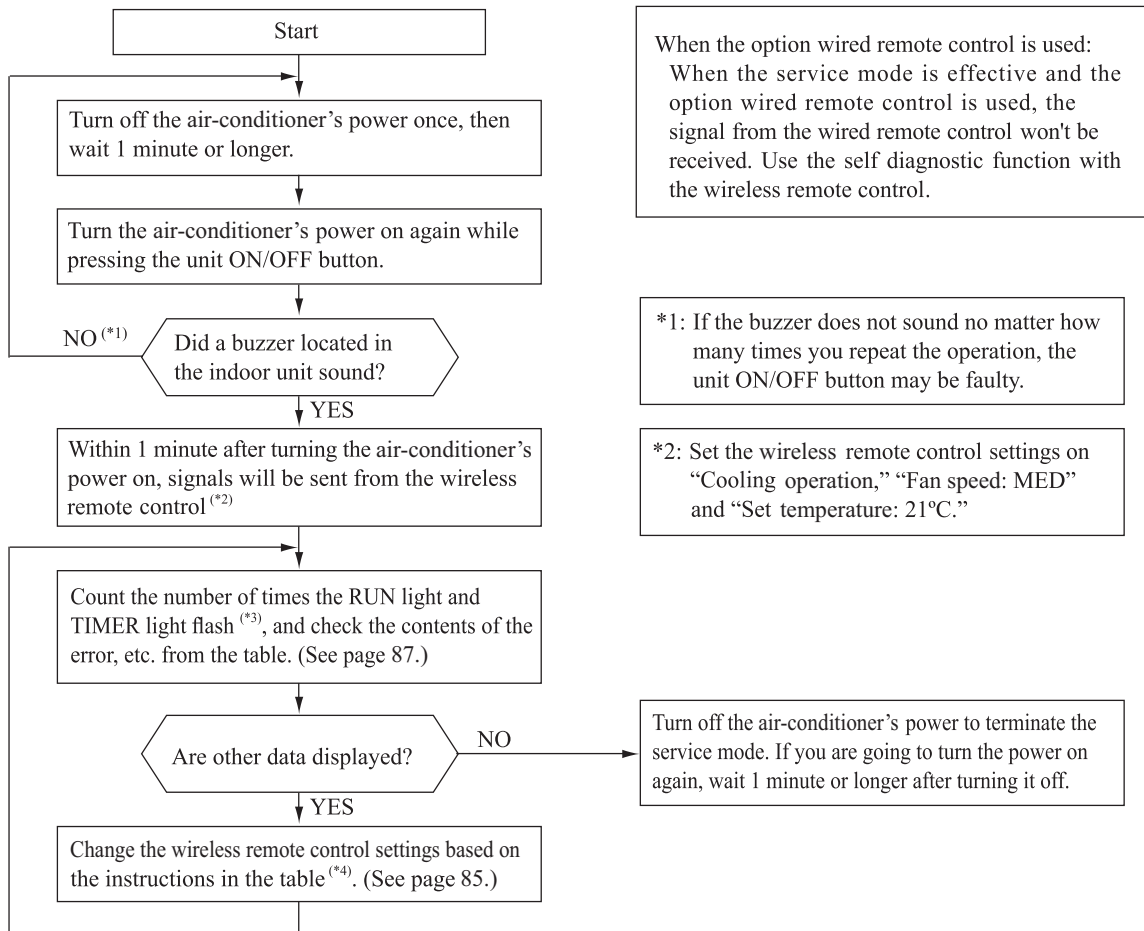 Start
Turn off the air-conditioner’s power once, then
wait 1 minute or longer.
Turn the air-conditioner’s power on again while
pressing the unit ON/OFF button.
NO (*1)
Did a buzzer located in
the indoor unit sound?
YES
Within 1 minute after turning the air-conditioner’s
power on, signals will be sent from the wireless
remote control (*2)
Count the number of times the RUN light and
TIMER light flash (*3), and check the contents of the
error, etc. from the table. (See page 87.)
Are other data displayed?
NO
YES
Change the wireless remote control settings based on
the instructions in the table (*4). (See page 85.)
When the option wired remote control is used:
When the service mode is effective and the
option wired remote control is used, the
signal from the wired remote control won't be
received. Use the self diagnostic function with
the wireless remote control.
*1: If the buzzer does not sound no matter how
many times you repeat the operation, the
unit ON/OFF button may be faulty.
*2: Set the wireless remote control settings on
“Cooling operation,” “Fan speed: MED”
and “Set temperature: 21ºC.”
Turn off the air-conditioner’s power to terminate the
service mode. If you are going to turn the power on
again, wait 1 minute or longer after turning it off.